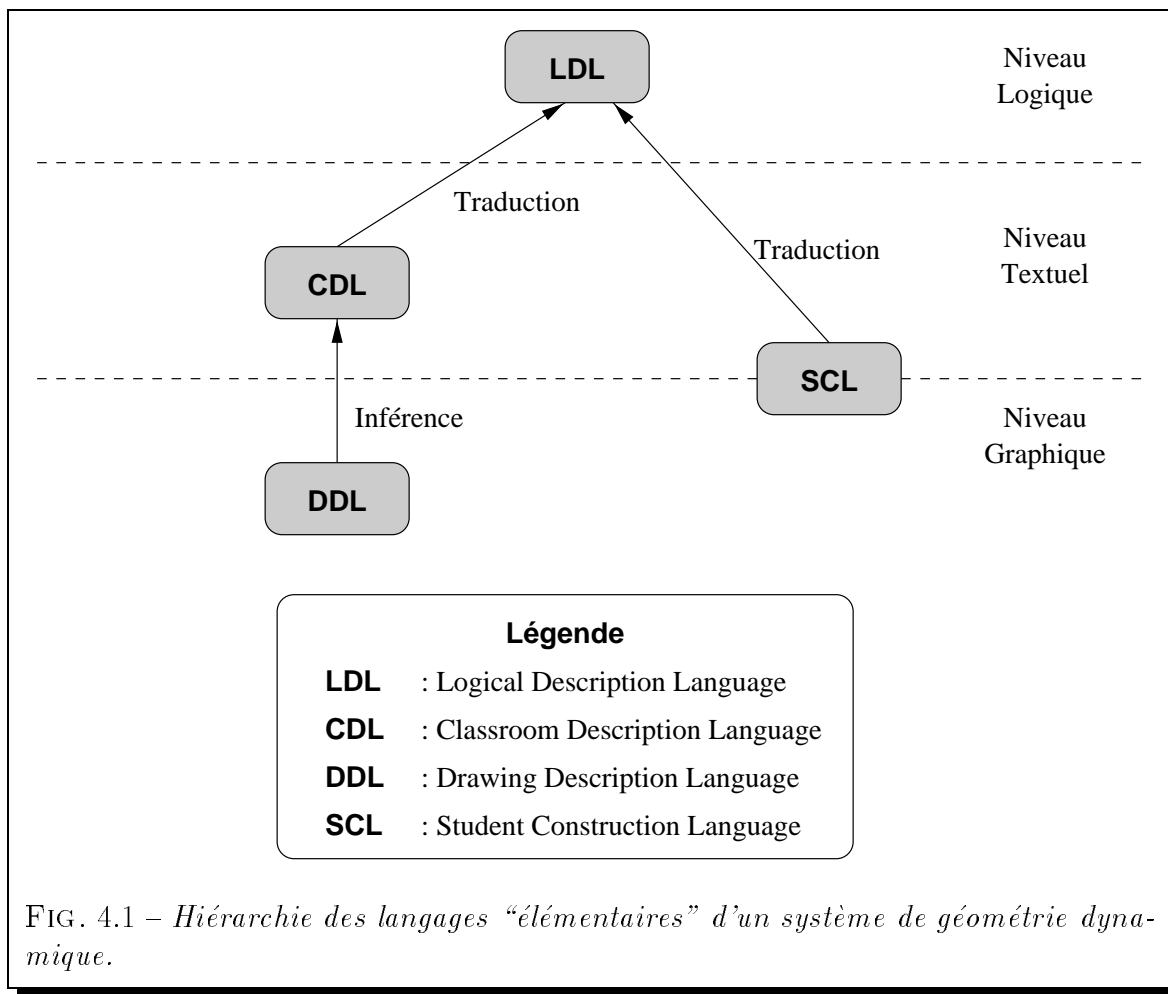 LDL
Niveau
Logique
Traduction
Niveau
Textuel
Traduction
CDL
SCL
Inférence
Niveau
Graphique
DDL
Légende
LDL : Logical Description Language
CDL : Classroom Description Language
DDL : Drawing Description Language
SCL : Student Construction Language
FIG. 4.1 – Hiérarchie des langages “élémentaires” d'un système de géométrie dyna-
mique.